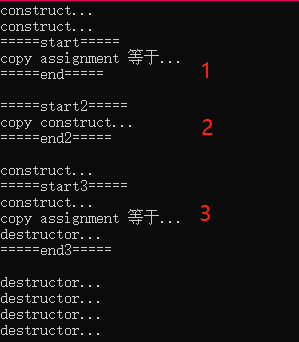 construct...
construct...
=====start=====
copy assignment 等于...
=====end=====
1
=====start2=====
copy construct...
=====end2=====
2
construct...
=====start3=====
construct...
copy assignment 等于...
destructor...
=====end3=====
3
destructor...
destructor...
destructor...
destructor...